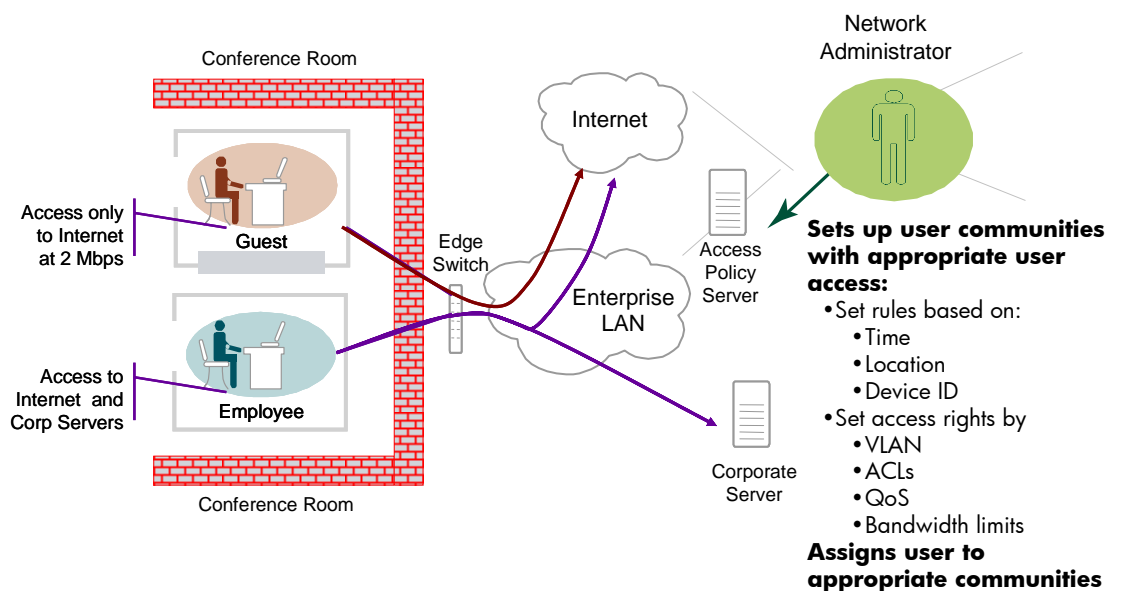 Network
Administrator
Conference Room
Internet
Access only
to Internet
at 2 Mbps
Guest
Edge
Switch
Access
Policy
Server
Enterprise
LAN
Access to
Internet and
Corp Servers
Employee
Corporate
Server
Conference Room
Sets up user communities
with appropriate user
access:
•Set rules based on:
•Time
•Location
•Device ID
•Set access rights by
•VLAN
•ACLs
•QoS
•Bandwidth limits
Assigns user to
appropriate communities